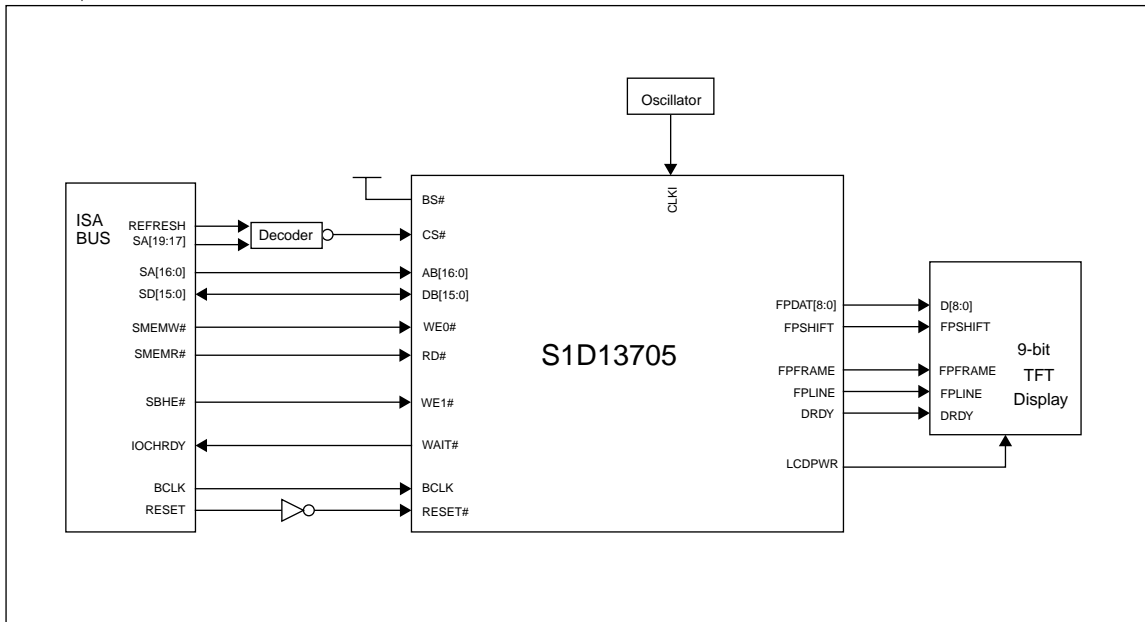 Oscillator
CLKI
ISA
BUS
REFRESH
SA[19:17]
SA[16:0]
SD[15:0]
SMEMW#
SMEMR#
SBHE#
IOCHRDY
BCLK
RESET
Decoder
BS#
CS#
AB[16:0]
DB[15:0]
WE0#
RD#
WE1#
WAIT#
BCLK
RESET#
S1D13705
FPDAT[8:0]
FPSHIFT
FPFRAME
FPLINE
DRDY
LCDPWR
D[8:0]
FPSHIFT
FPFRAME
FPLINE
DRDY
9-bit
TFT
Display